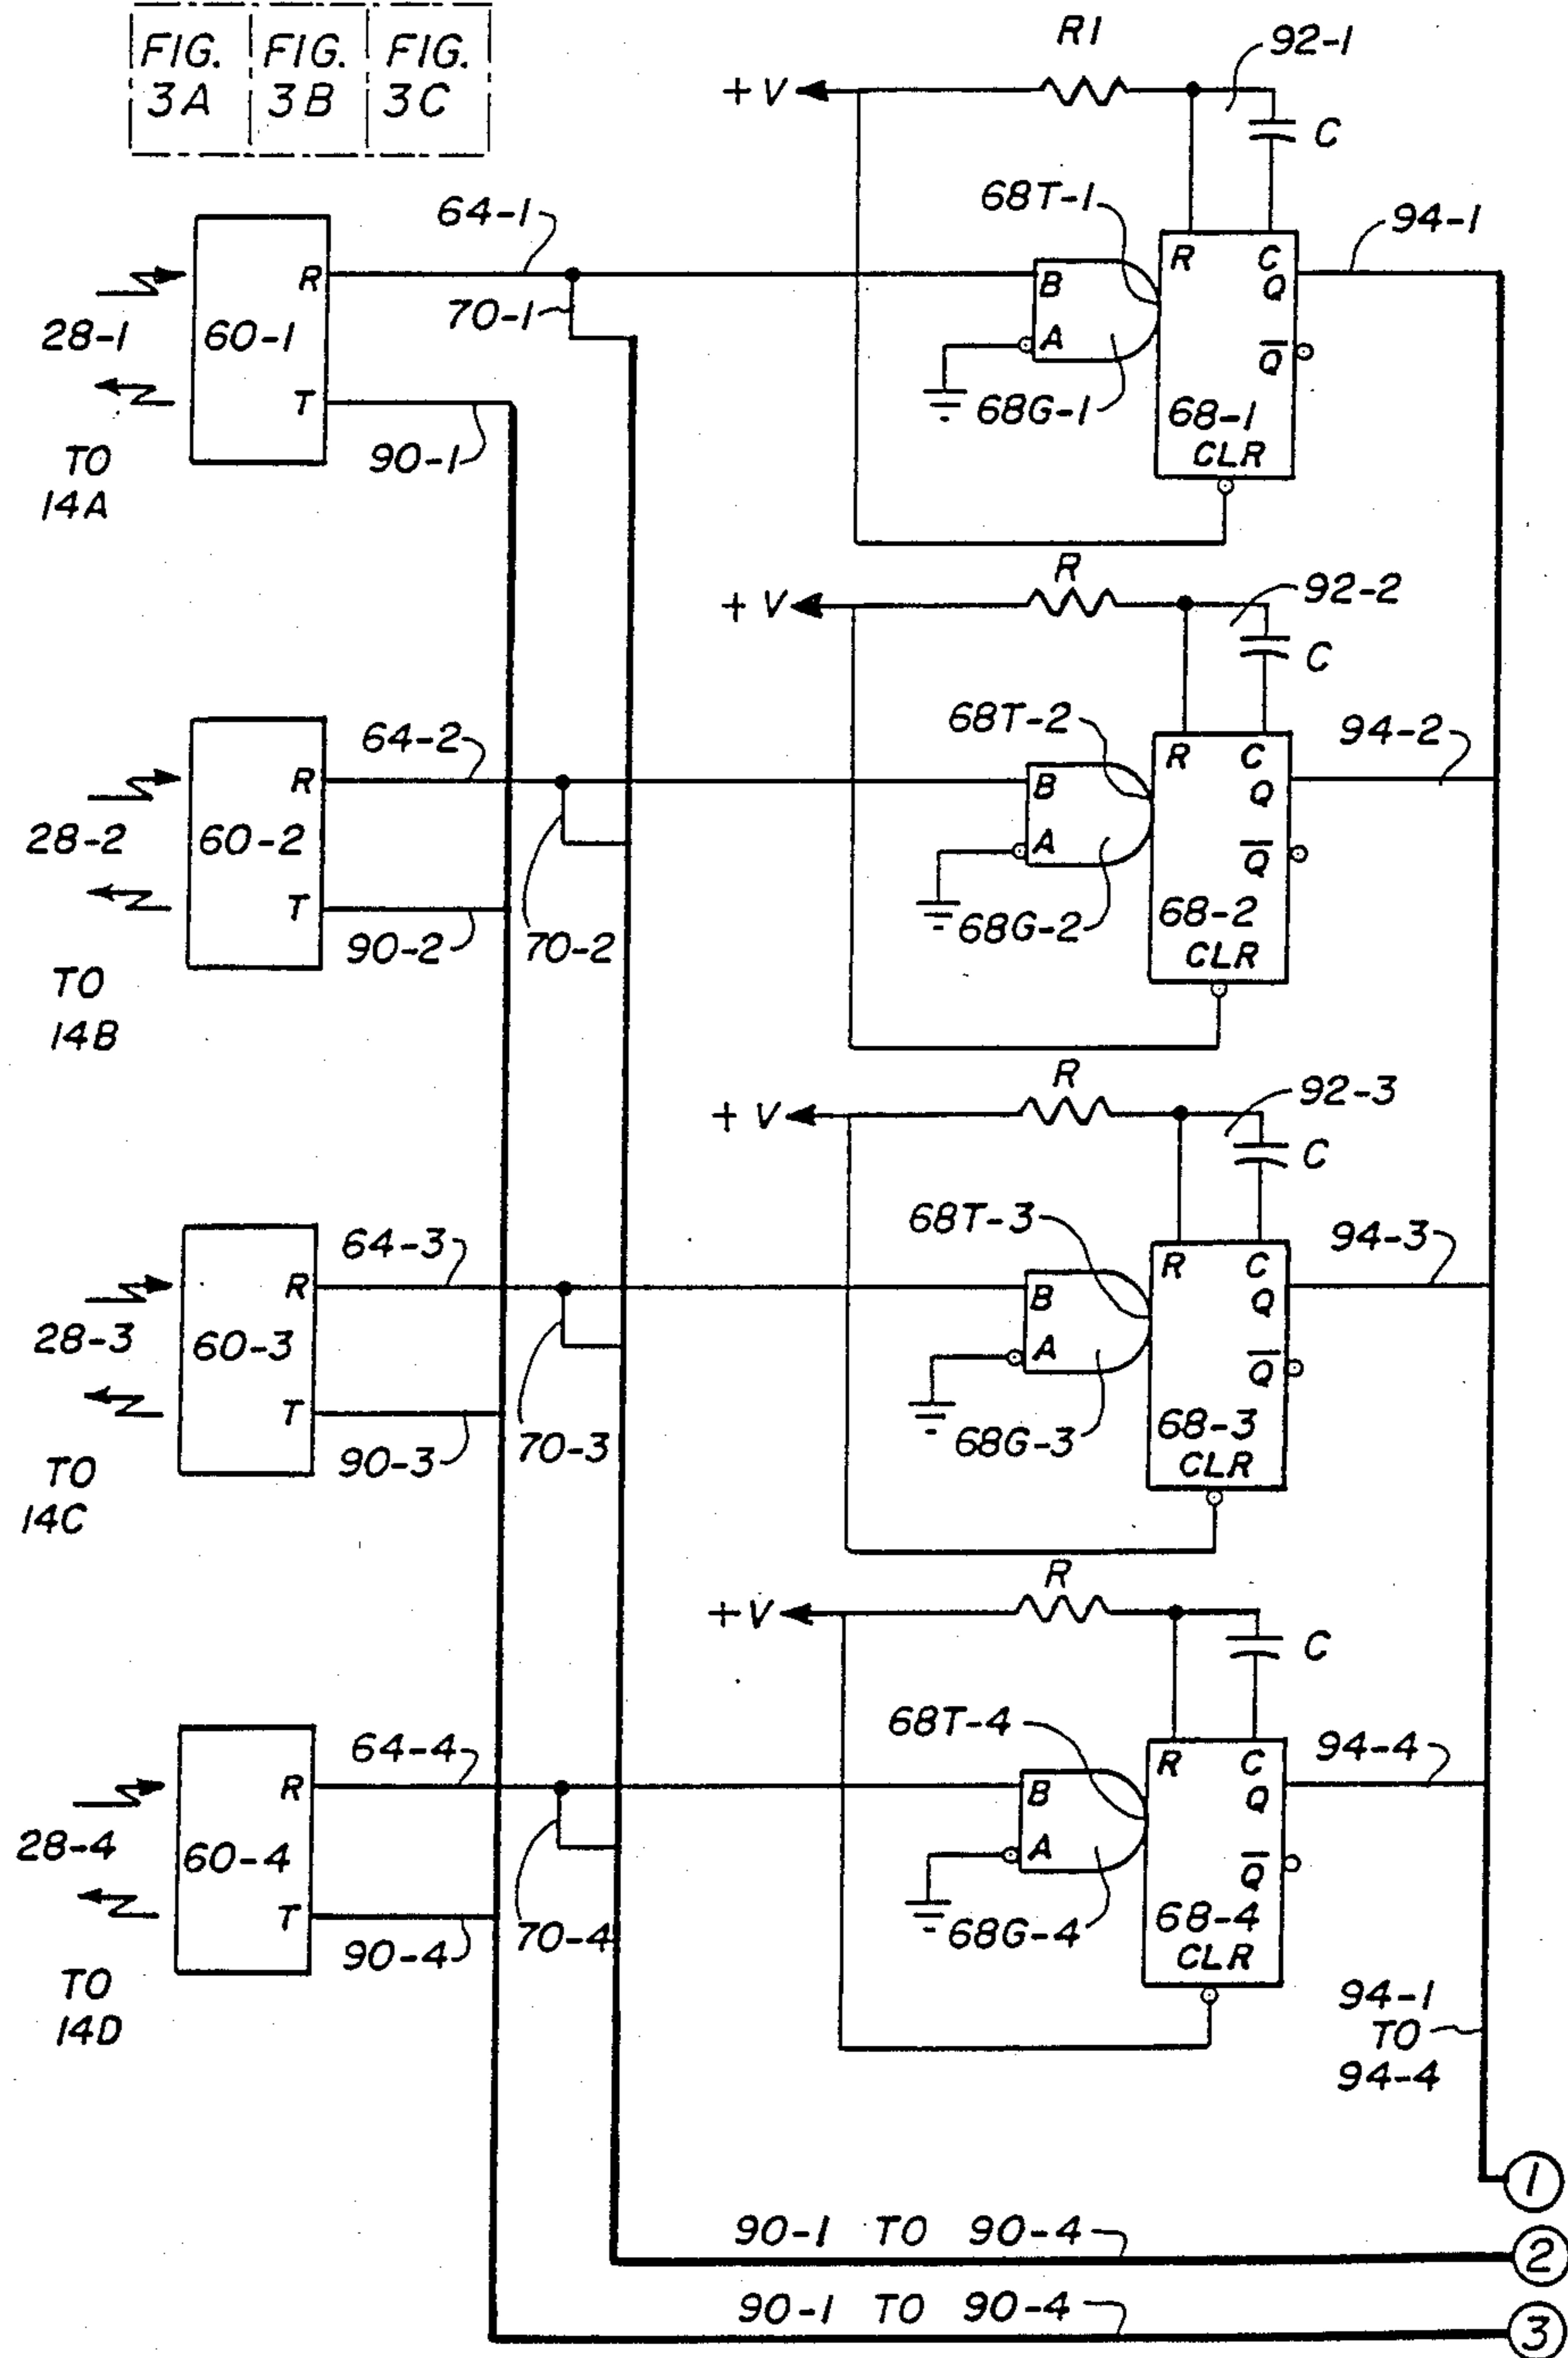 FIG. 3A
FIG. 3B
FIG. 3C
R1
92-1
+V
C
68T-1
64-1
94-1
R
R
C
B
Q
70-1
28-1
60-1
A
Q̅
T
68G-1
68-1
90-1
CLR
TO
14A
R
92-2
+V
C
68T-2
64-2
94-2
R
C
R
B
Q
28-2
60-2
A
Q̅
T
68G-2
68-2
90-2
70-2
CLR
TO
14B
R
92-3
+V
C
68T-3
64-3
94-3
R
C
R
B
Q
28-3
60-3
A
Q̅
T
68G-3
68-3
90-3
70-3
CLR
TO
14C
R
+V
C
68T-4
64-4
94-4
R
C
R
B
Q
28-4
60-4
A
Q̅
T
68G-4
68-4
90-4
70-4
CLR
TO
14D
94-1
TO
94-4
1
90-1 TO 90-4
2
90-1 TO 90-4
3